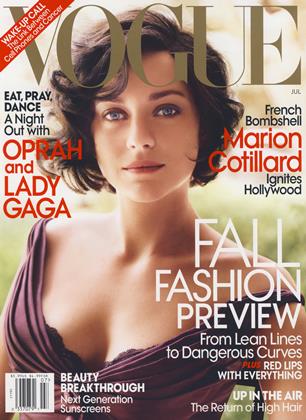 WAKE-UP CALL
The Link Between
Cell Phones and Cancer
VOGUE
JUL
EAT, PRAY,
DANCE
A Night
Out with
OPRAH
and
LADY
GAGA
French
Bombshell
Marion
Cotillard
Ignites
Hollywood
FALL
FASHION
PREVIEW
From Lean Lines
to Dangerous Curves
PLUS RED LIPS
WITH EVERYTHING
BEAUTY
BREAKTHROUGH
Next Generation
Sunscreens
UP IN THE AIR
The Return of High Hair
07